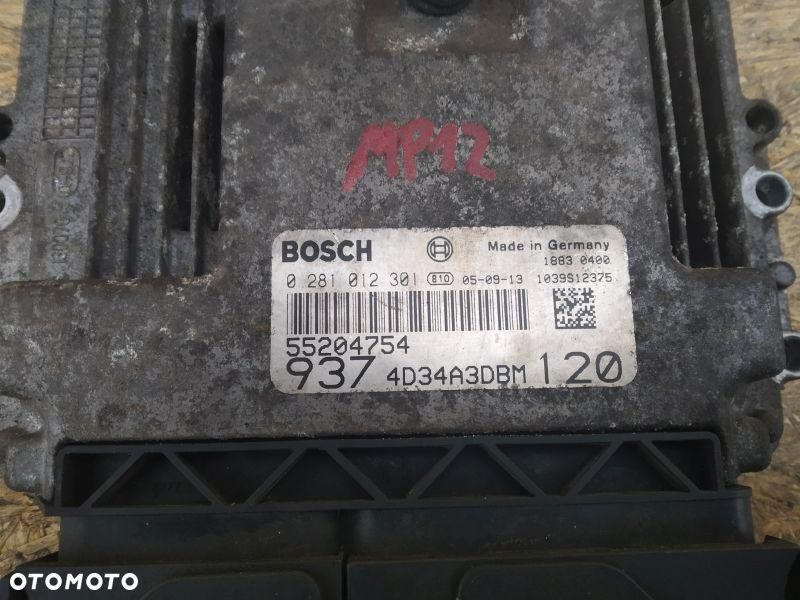 MP12
BOSCH Made in Germany
1883 0400
0 281 012 301 810 05-09-13 1039S12375
55204754
937 4D34A3DBM 120
OTOMOTO